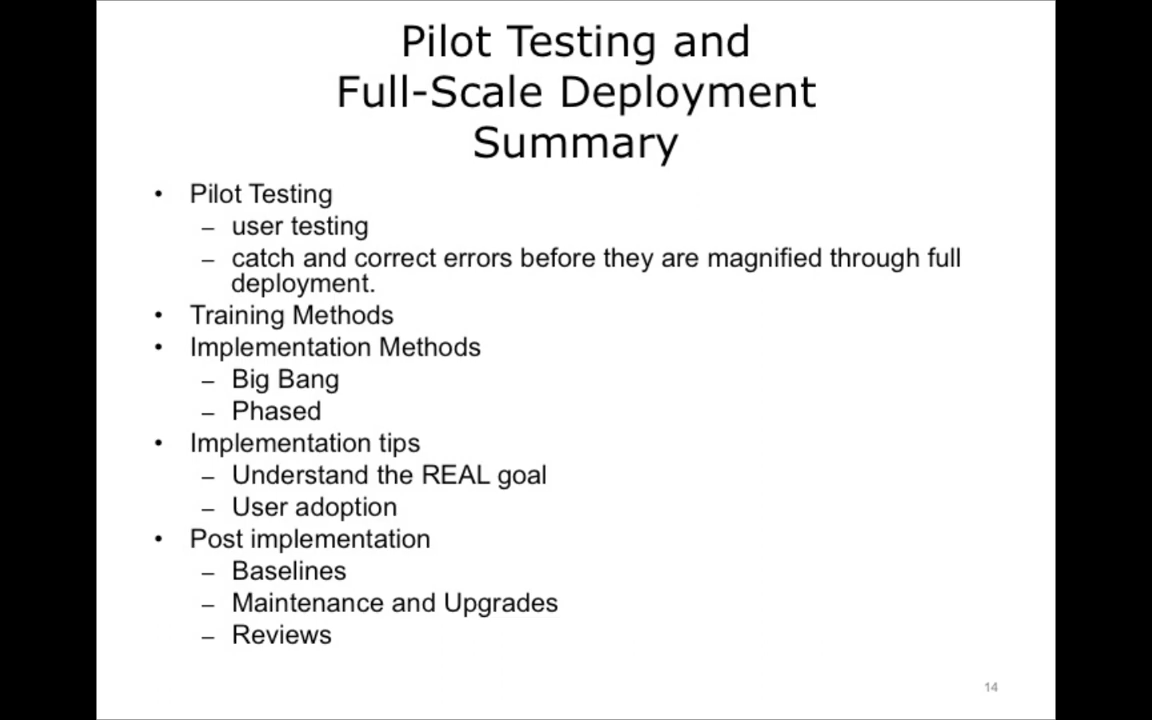 Pilot Testing and
Full-Scale Deployment
Summary
• Pilot Testing
– user testing
– catch and correct errors before they are magnified through full
deployment.
• Training Methods
• Implementation Methods
– Big Bang
– Phased
• Implementation tips
– Understand the REAL goal
– User adoption
• Post implementation
– Baselines
– Maintenance and Upgrades
– Reviews
14